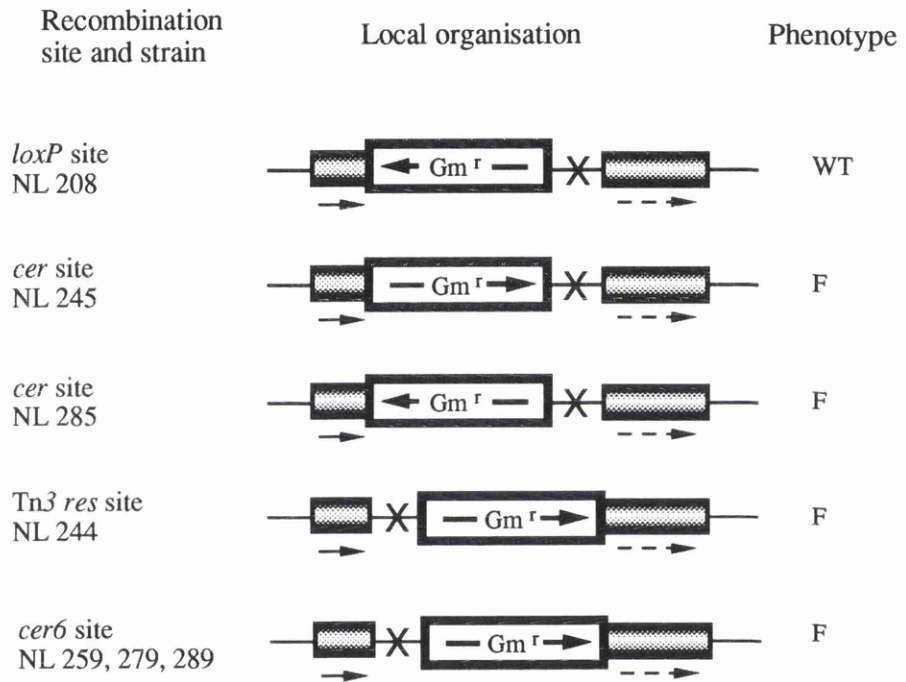 Recombination
site and strain
Local organisation
Phenotype
loxP site
NL 208
Gm r
WT
cer site
NL 245
Gm r
F
cer site
NL 285
Gm r
F
Tn3 res site
NL 244
Gm r
F
cer6 site
NL 259, 279, 289
Gm r
F